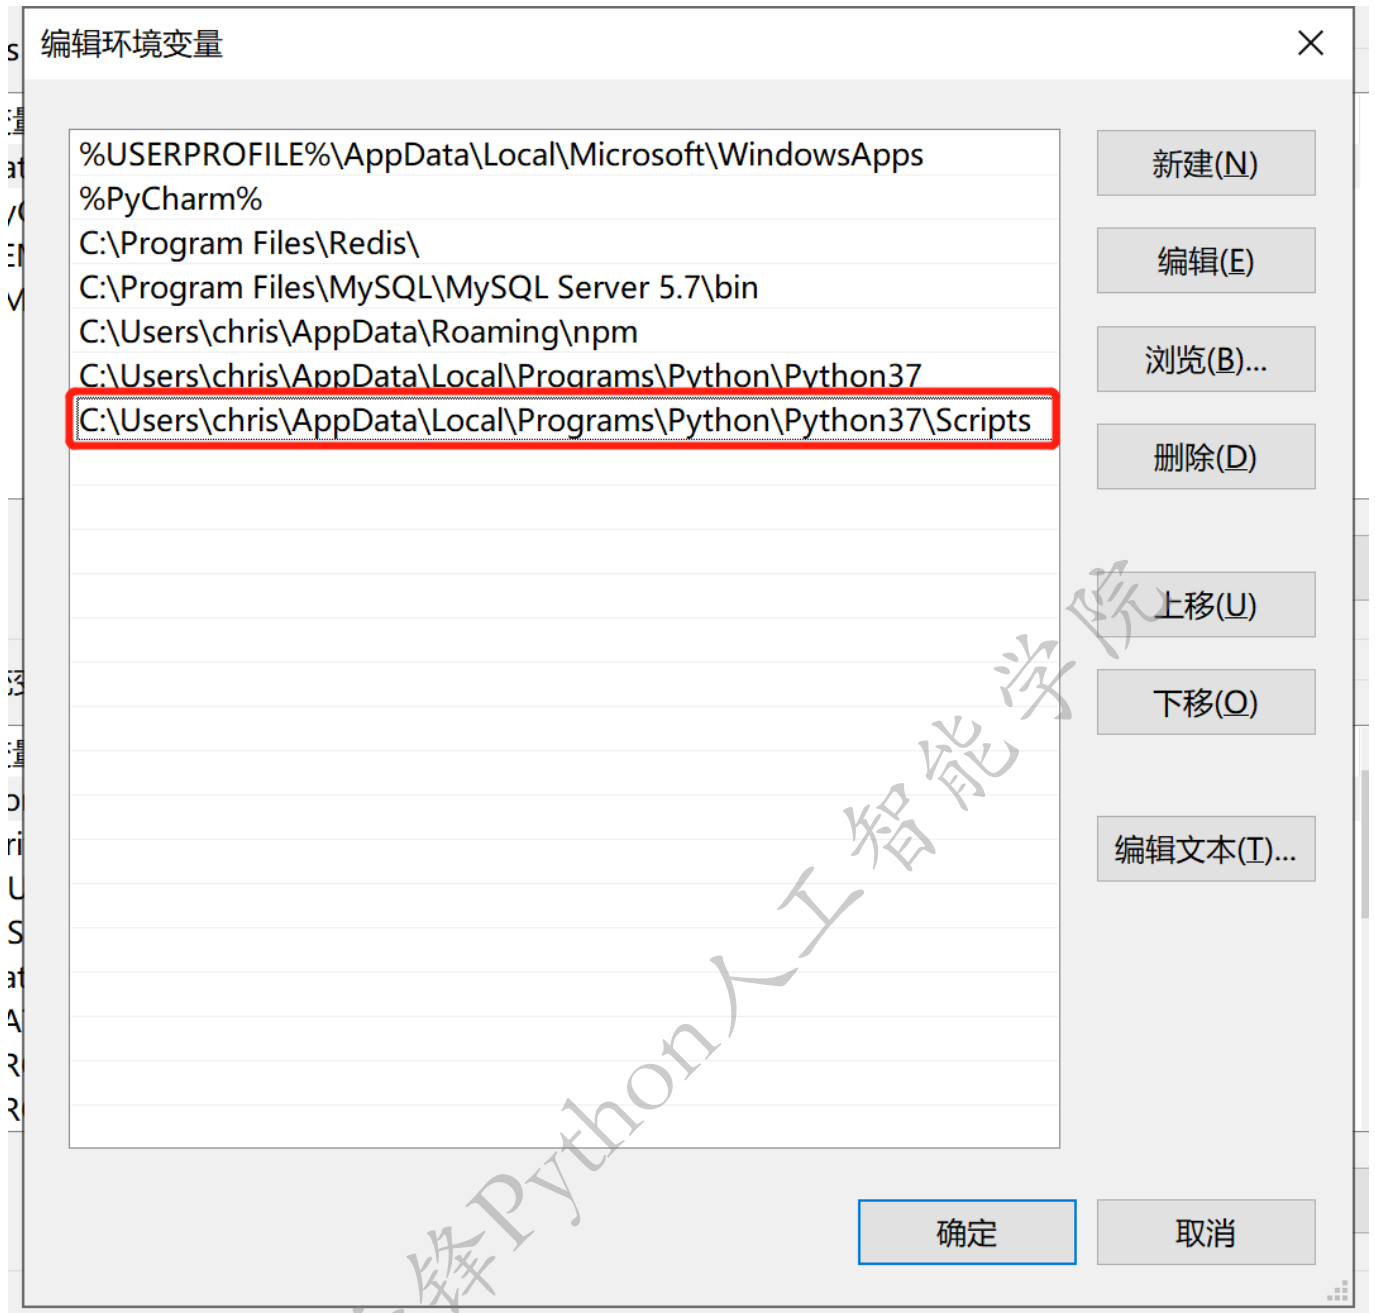 编辑环境变量
%USERPROFILE%\AppData\Local\Microsoft\WindowsApps
%PyCharm%
C:\Program Files\Redis\
C:\Program Files\MySQL\MySQL Server 5.7\bin
C:\Users\chris\AppData\Roaming\npm
C:\Users\chris\AppData\Local\Programs\Python\Python37
C:\Users\chris\AppData\Local\Programs\Python\Python37\Scripts
新建(N)
编辑(E)
浏览(B)...
删除(D)
上移(U)
下移(O)
编辑文本(T)...
确定
取消
锋Python人工智能学院